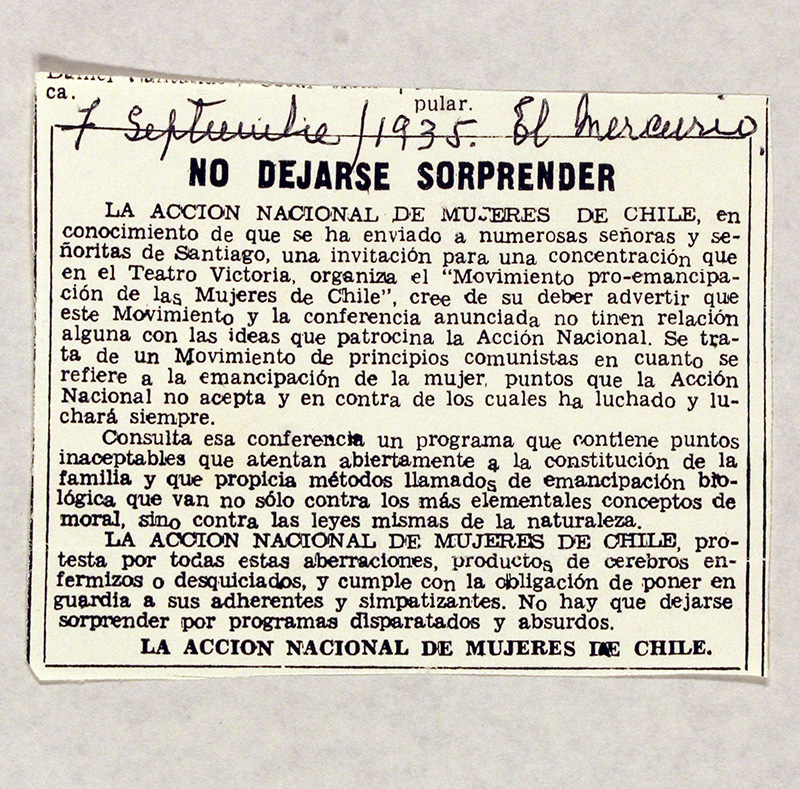 ca.
pular.
7 Septiembre/1935. El Mercurio.
NO DEJARSE SORPRENDER
LA ACCION NACIONAL DE MUJERES DE CHILE, en
conocimiento de que se ha enviado a numerosas señoras y se-
ñoritas de Santiago, una invitación para una concentración que
en el Teatro Victoria, organiza el "Movimiento pro-emancipa-
ción de las Mujeres de Chile", cree de su deber advertir que
este Movimiento y la conferencia anunciada no tinen relación
alguna con las ideas que patrocina la Acción Nacional. Se tra-
ta de un Movimiento de principios comunistas en cuanto se
refiere a la emancipación de la mujer, puntos que la Acción
Nacional no acepta y en contra de los cuales ha luchado y lu-
chará siempre.
Consulta esa conferencia un programa que contiene puntos
inaceptables que atentan abiertamente a la constitución de la
familia y que propicia métodos llamados de emancipación bio-
lógica que van no sólo contra los más elementales conceptos de
moral, sino contra las leyes mismas de la naturaleza.
LA ACCION NACIONAL DE MUJERES DE CHILE, pro-
testa por todas estas aberraciones, productos de cerebros en-
fermizos o desquiciados, y cumple con la obligación de poner en
guardia a sus adherentes y simpatizantes. No hay que dejarse
sorprender por programas disparatados y absurdos.
LA ACCION NACIONAL DE MUJERES DE CHILE.